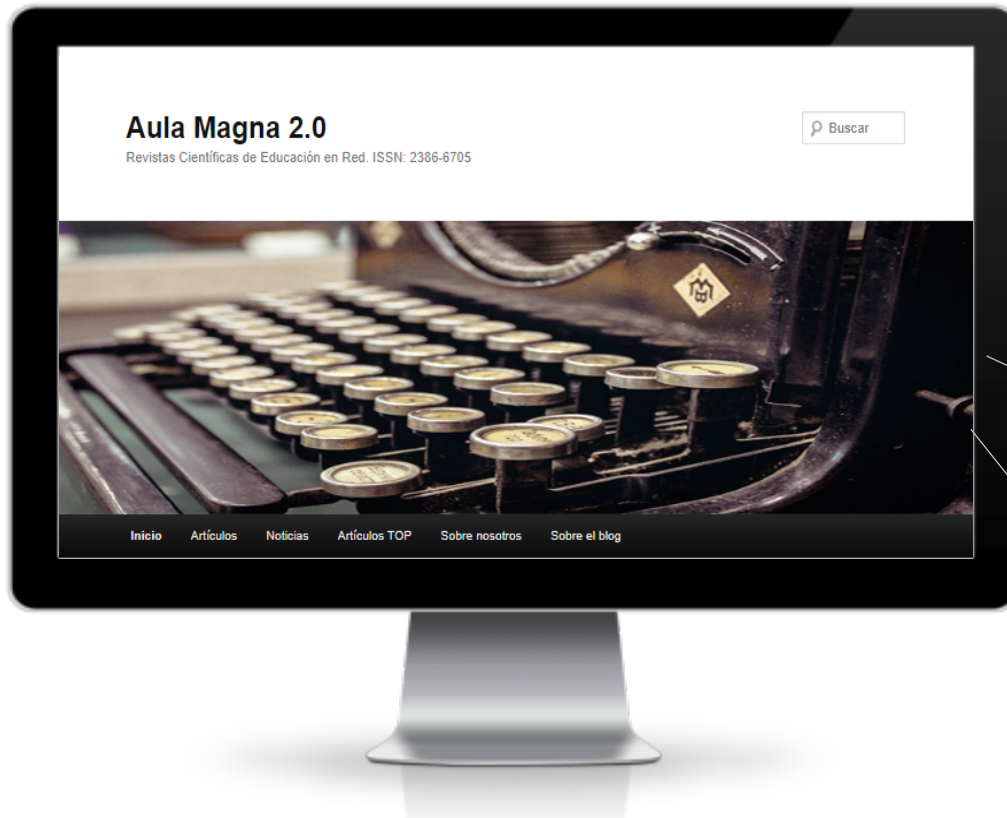 Aula Magna 2.0
Buscar
Revistas Científicas de Educación en Red. ISSN: 2386-6705
Inicio Artículos Noticias Artículos TOP Sobre nosotros Sobre el blog